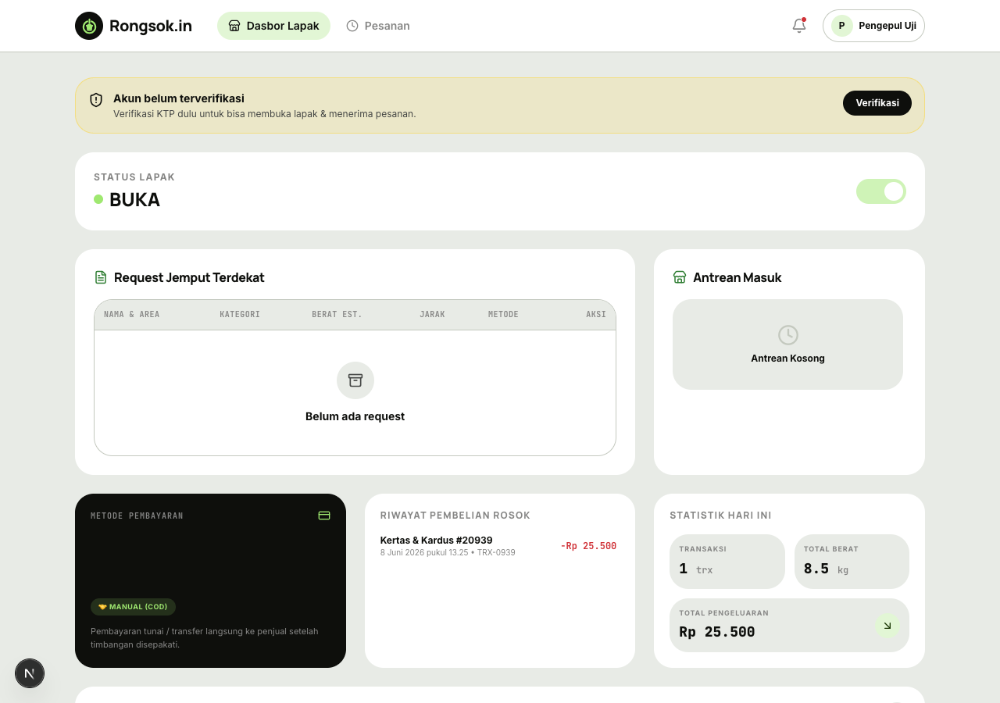 Rongsok.in
Dasbor Lapak
Pesanan
P
Pengepul Uji
Akun belum terverifikasi
Verifikasi KTP dulu untuk bisa membuka lapak & menerima pesanan.
Verifikasi
STATUS LAPAK
BUKA
Request Jemput Terdekat
NAMA & AREA KATEGORI BERAT EST. JARAK METODE AKSI
Belum ada request
Antrean Masuk
Antrean Kosong
METODE PEMBAYARAN
MANUAL (COD)
Pembayaran tunai / transfer langsung ke penjual setelah
timbangan disepakati.
RIWAYAT PEMBELIAN ROSOK
Kertas & Kardus #20939
8 Juni 2026 pukul 13.25 • TRX-0939
-Rp 25.500
STATISTIK HARI INI
TRANSAKSI
1 trx
TOTAL BERAT
8.5 kg
TOTAL PENGELUARAN
Rp 25.500
N